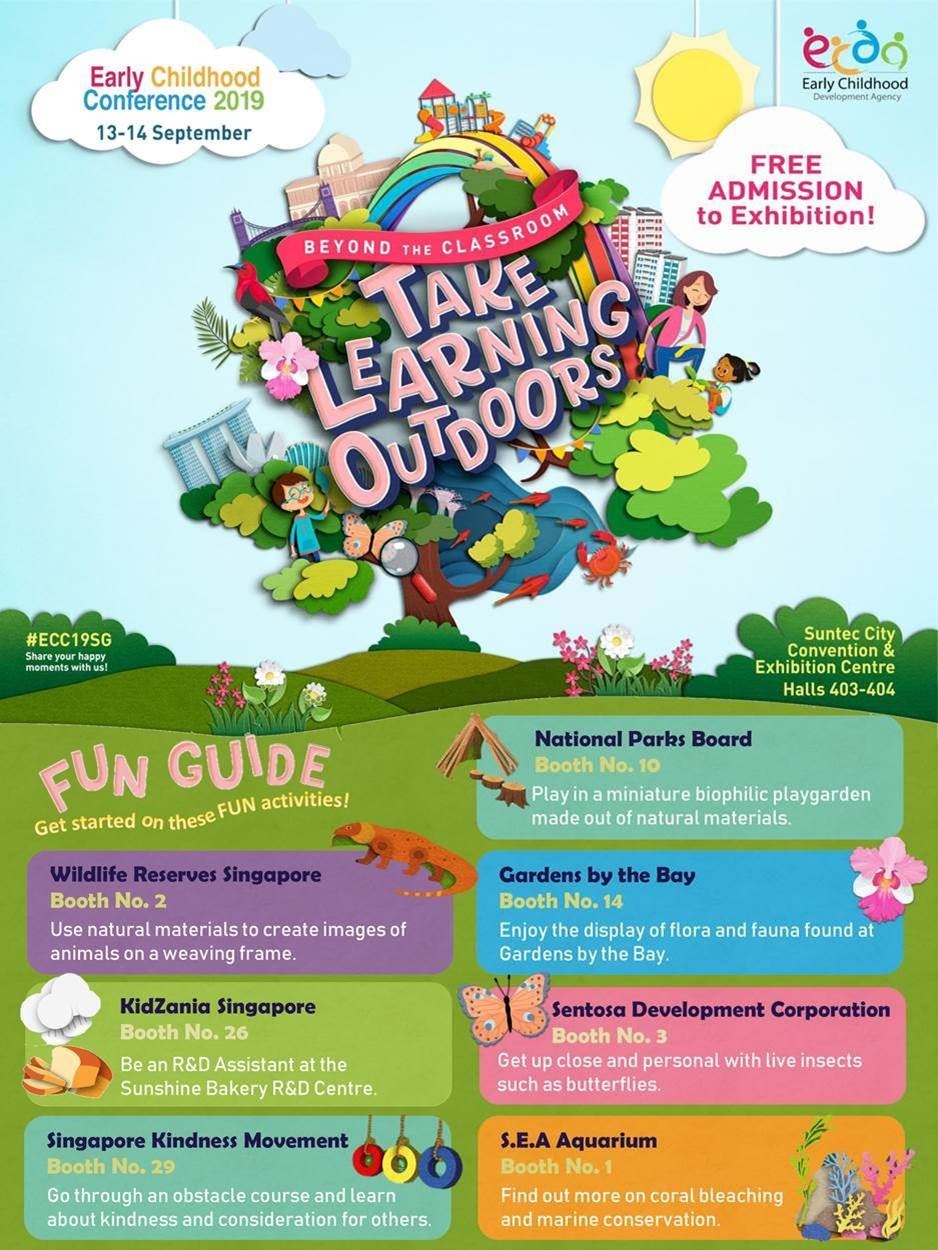 Early Childhood
Conference 2019
13-14 September
ecda
Early Childhood
Development Agency
FREE
ADMISSION
to Exhibition!
BEYOND THE CLASSROOM
TAKE
LEARNING
OUTDOORS
#ECC19SG
Share your happy
moments with us!
Suntec City
Convention &
Exhibition Centre
Halls 403-404
FUN GUIDE
Get started on these FUN activities!
National Parks Board
Booth No. 10
Play in a miniature biophilic playgarden
made out of natural materials.
Wildlife Reserves Singapore
Booth No. 2
Use natural materials to create images of
animals on a weaving frame.
Gardens by the Bay
Booth No. 14
Enjoy the display of flora and fauna found at
Gardens by the Bay.
KidZania Singapore
Booth No. 26
Be an R&D Assistant at the
Sunshine Bakery R&D Centre.
Sentosa Development Corporation
Booth No. 3
Get up close and personal with live insects
such as butterflies.
Singapore Kindness Movement
Booth No. 29
Go through an obstacle course and learn
about kindness and consideration for others.
S.E.A Aquarium
Booth No. 1
Find out more on coral bleaching
and marine conservation.